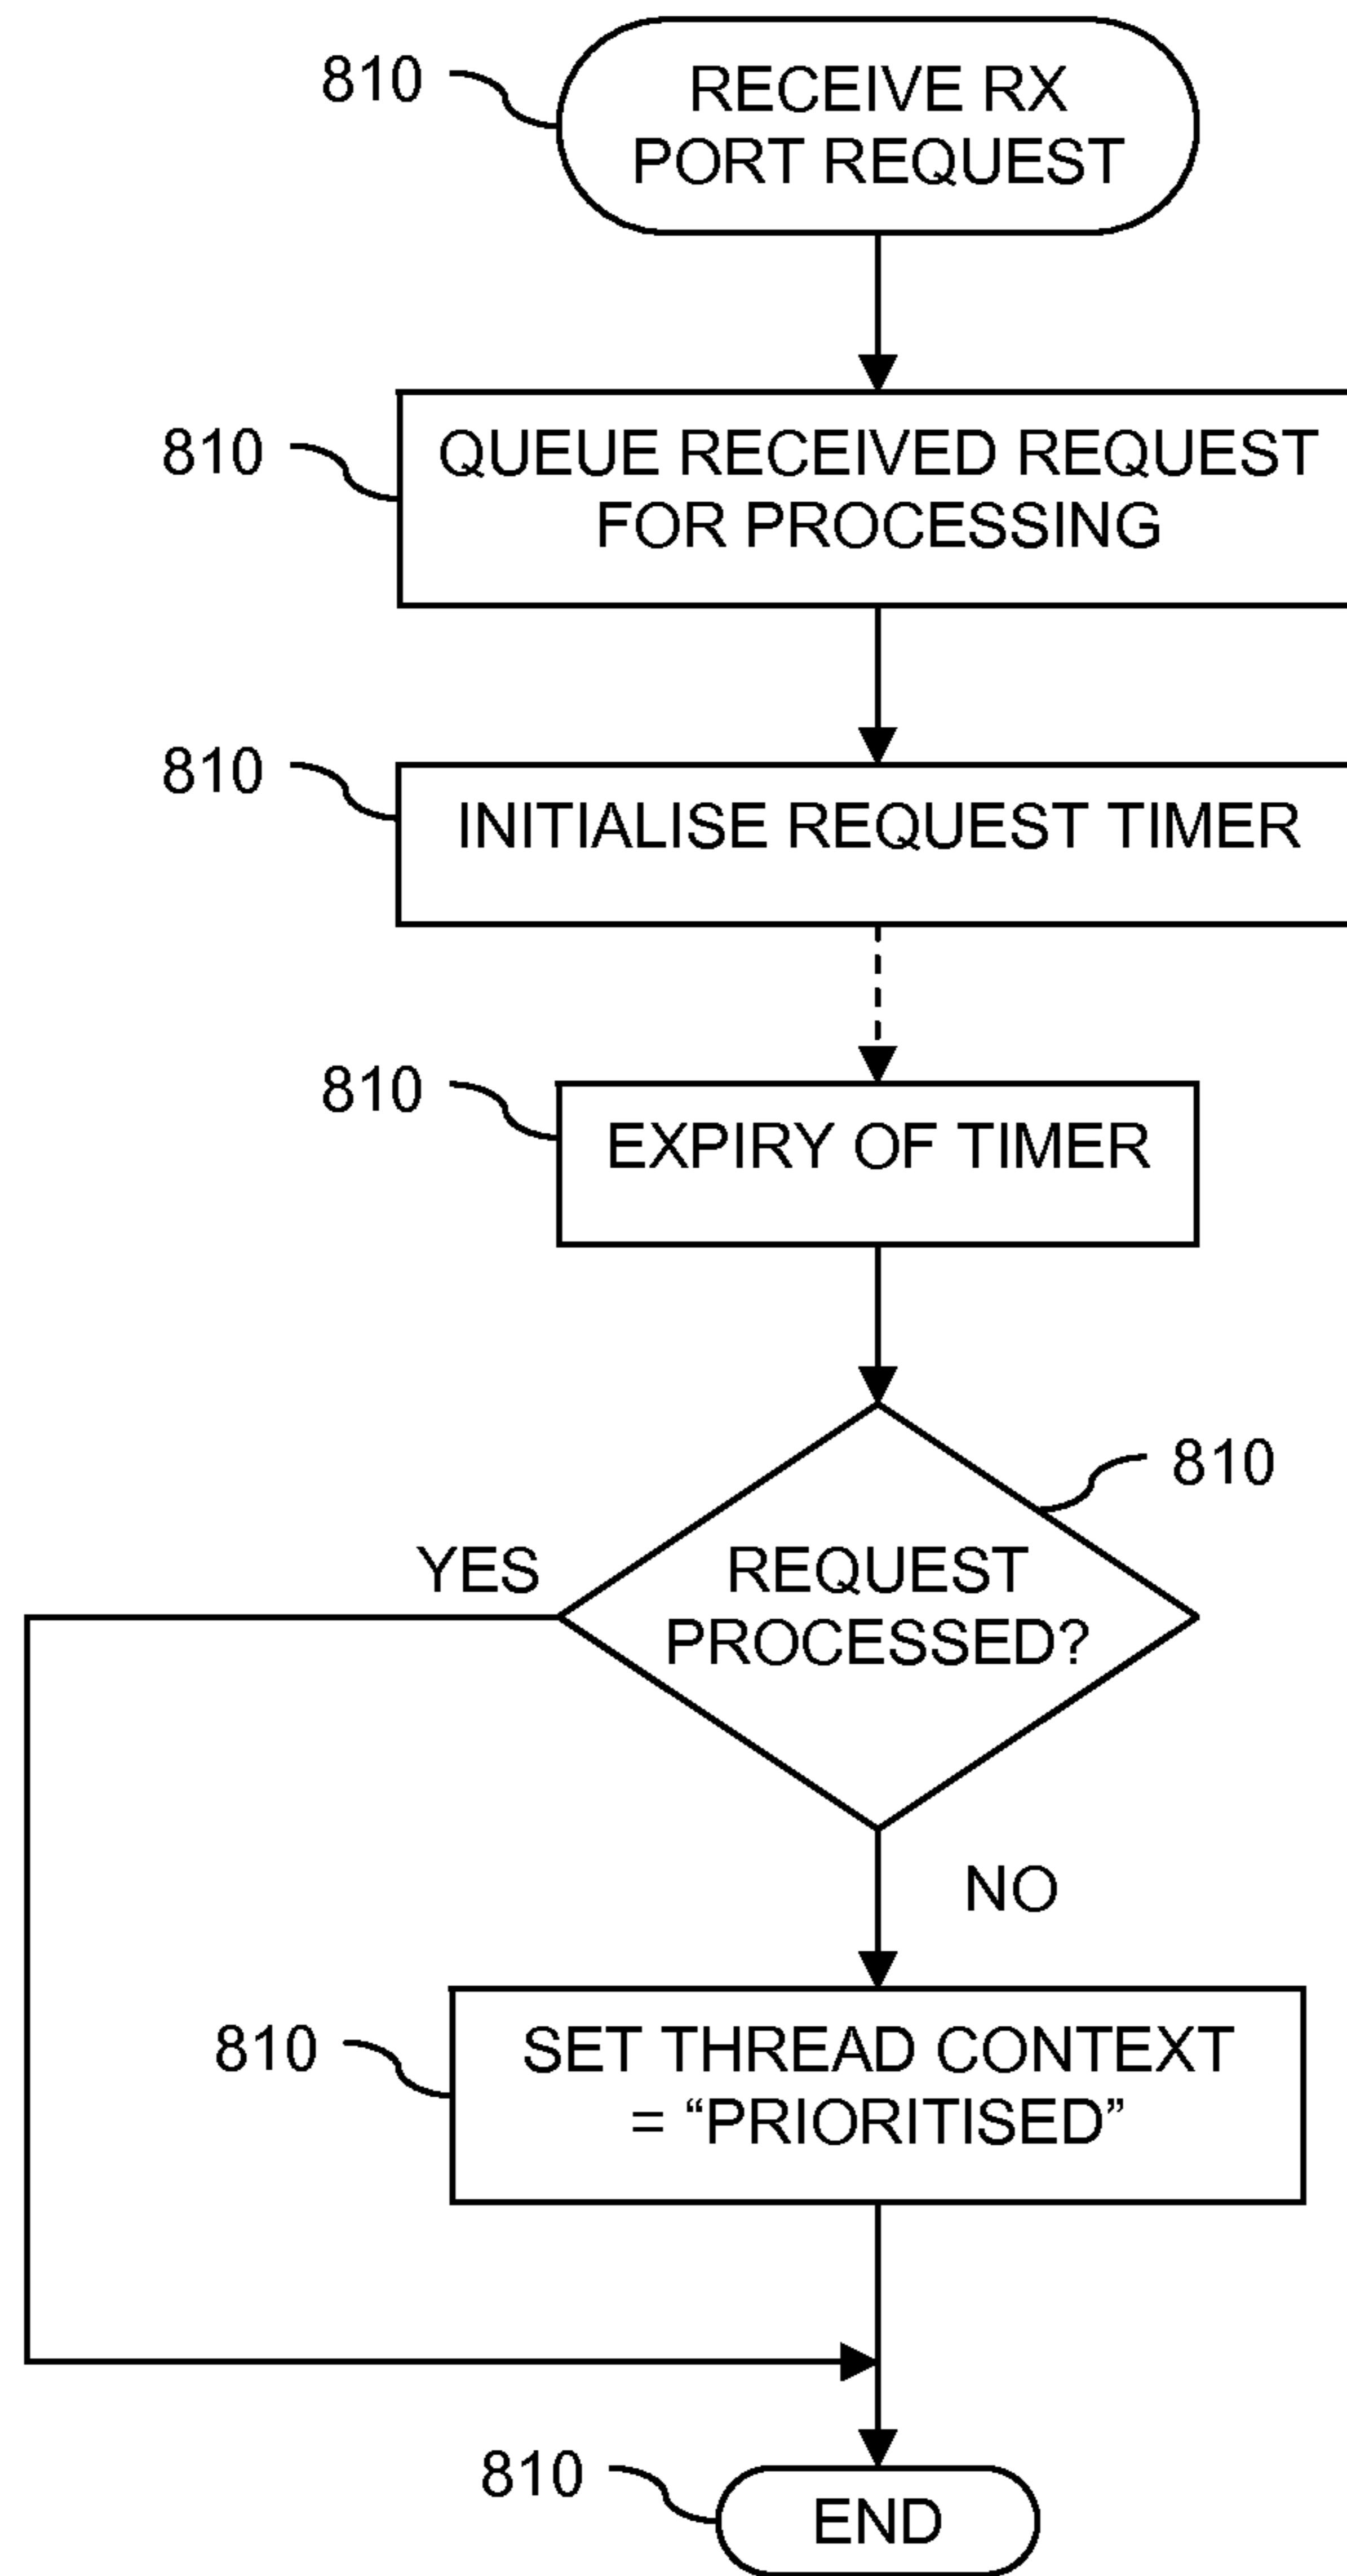 810
RECEIVE RX
PORT REQUEST
810
QUEUE RECEIVED REQUEST
FOR PROCESSING
810
INITIALISE REQUEST TIMER
810
EXPIRY OF TIMER
810
REQUEST
PROCESSED?
YES
NO
810
SET THREAD CONTEXT
= “PRIORITISED”
810
END